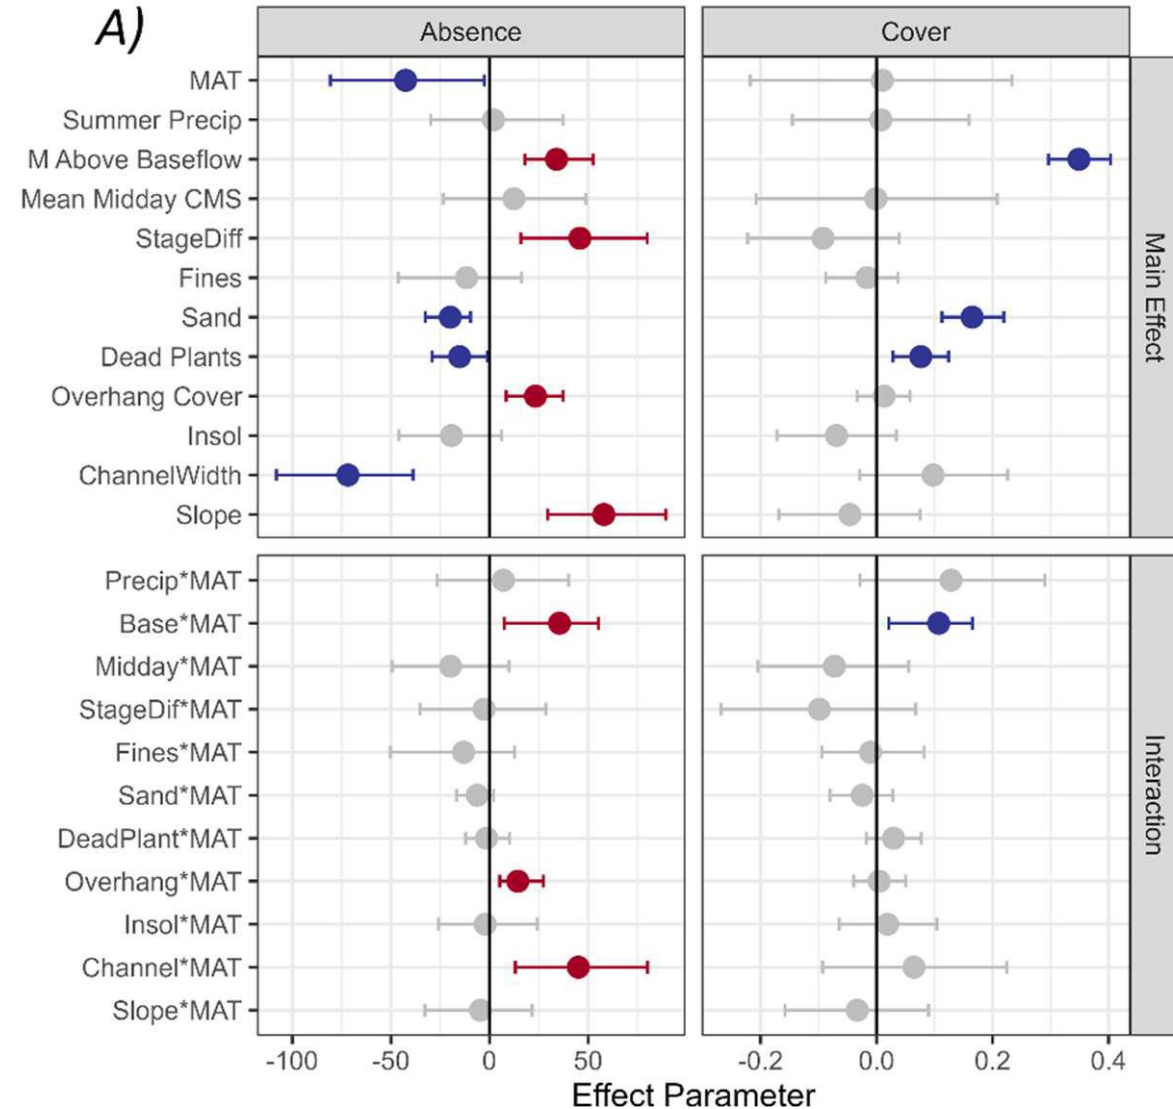 A)
Absence
Cover
MAT
Summer Precip
M Above Baseflow
Mean Midday CMS
StageDiff
Fines
Sand
Dead Plants
Overhang Cover
Insol
ChannelWidth
Slope
Main Effect
Precip*MAT
Base*MAT
Midday*MAT
StageDif*MAT
Fines*MAT
Sand*MAT
DeadPlant*MAT
Overhang*MAT
Insol*MAT
Channel*MAT
Slope*MAT
Interaction
-100 -50 0 50 -0.2 0.0 0.2 0.4
Effect Parameter